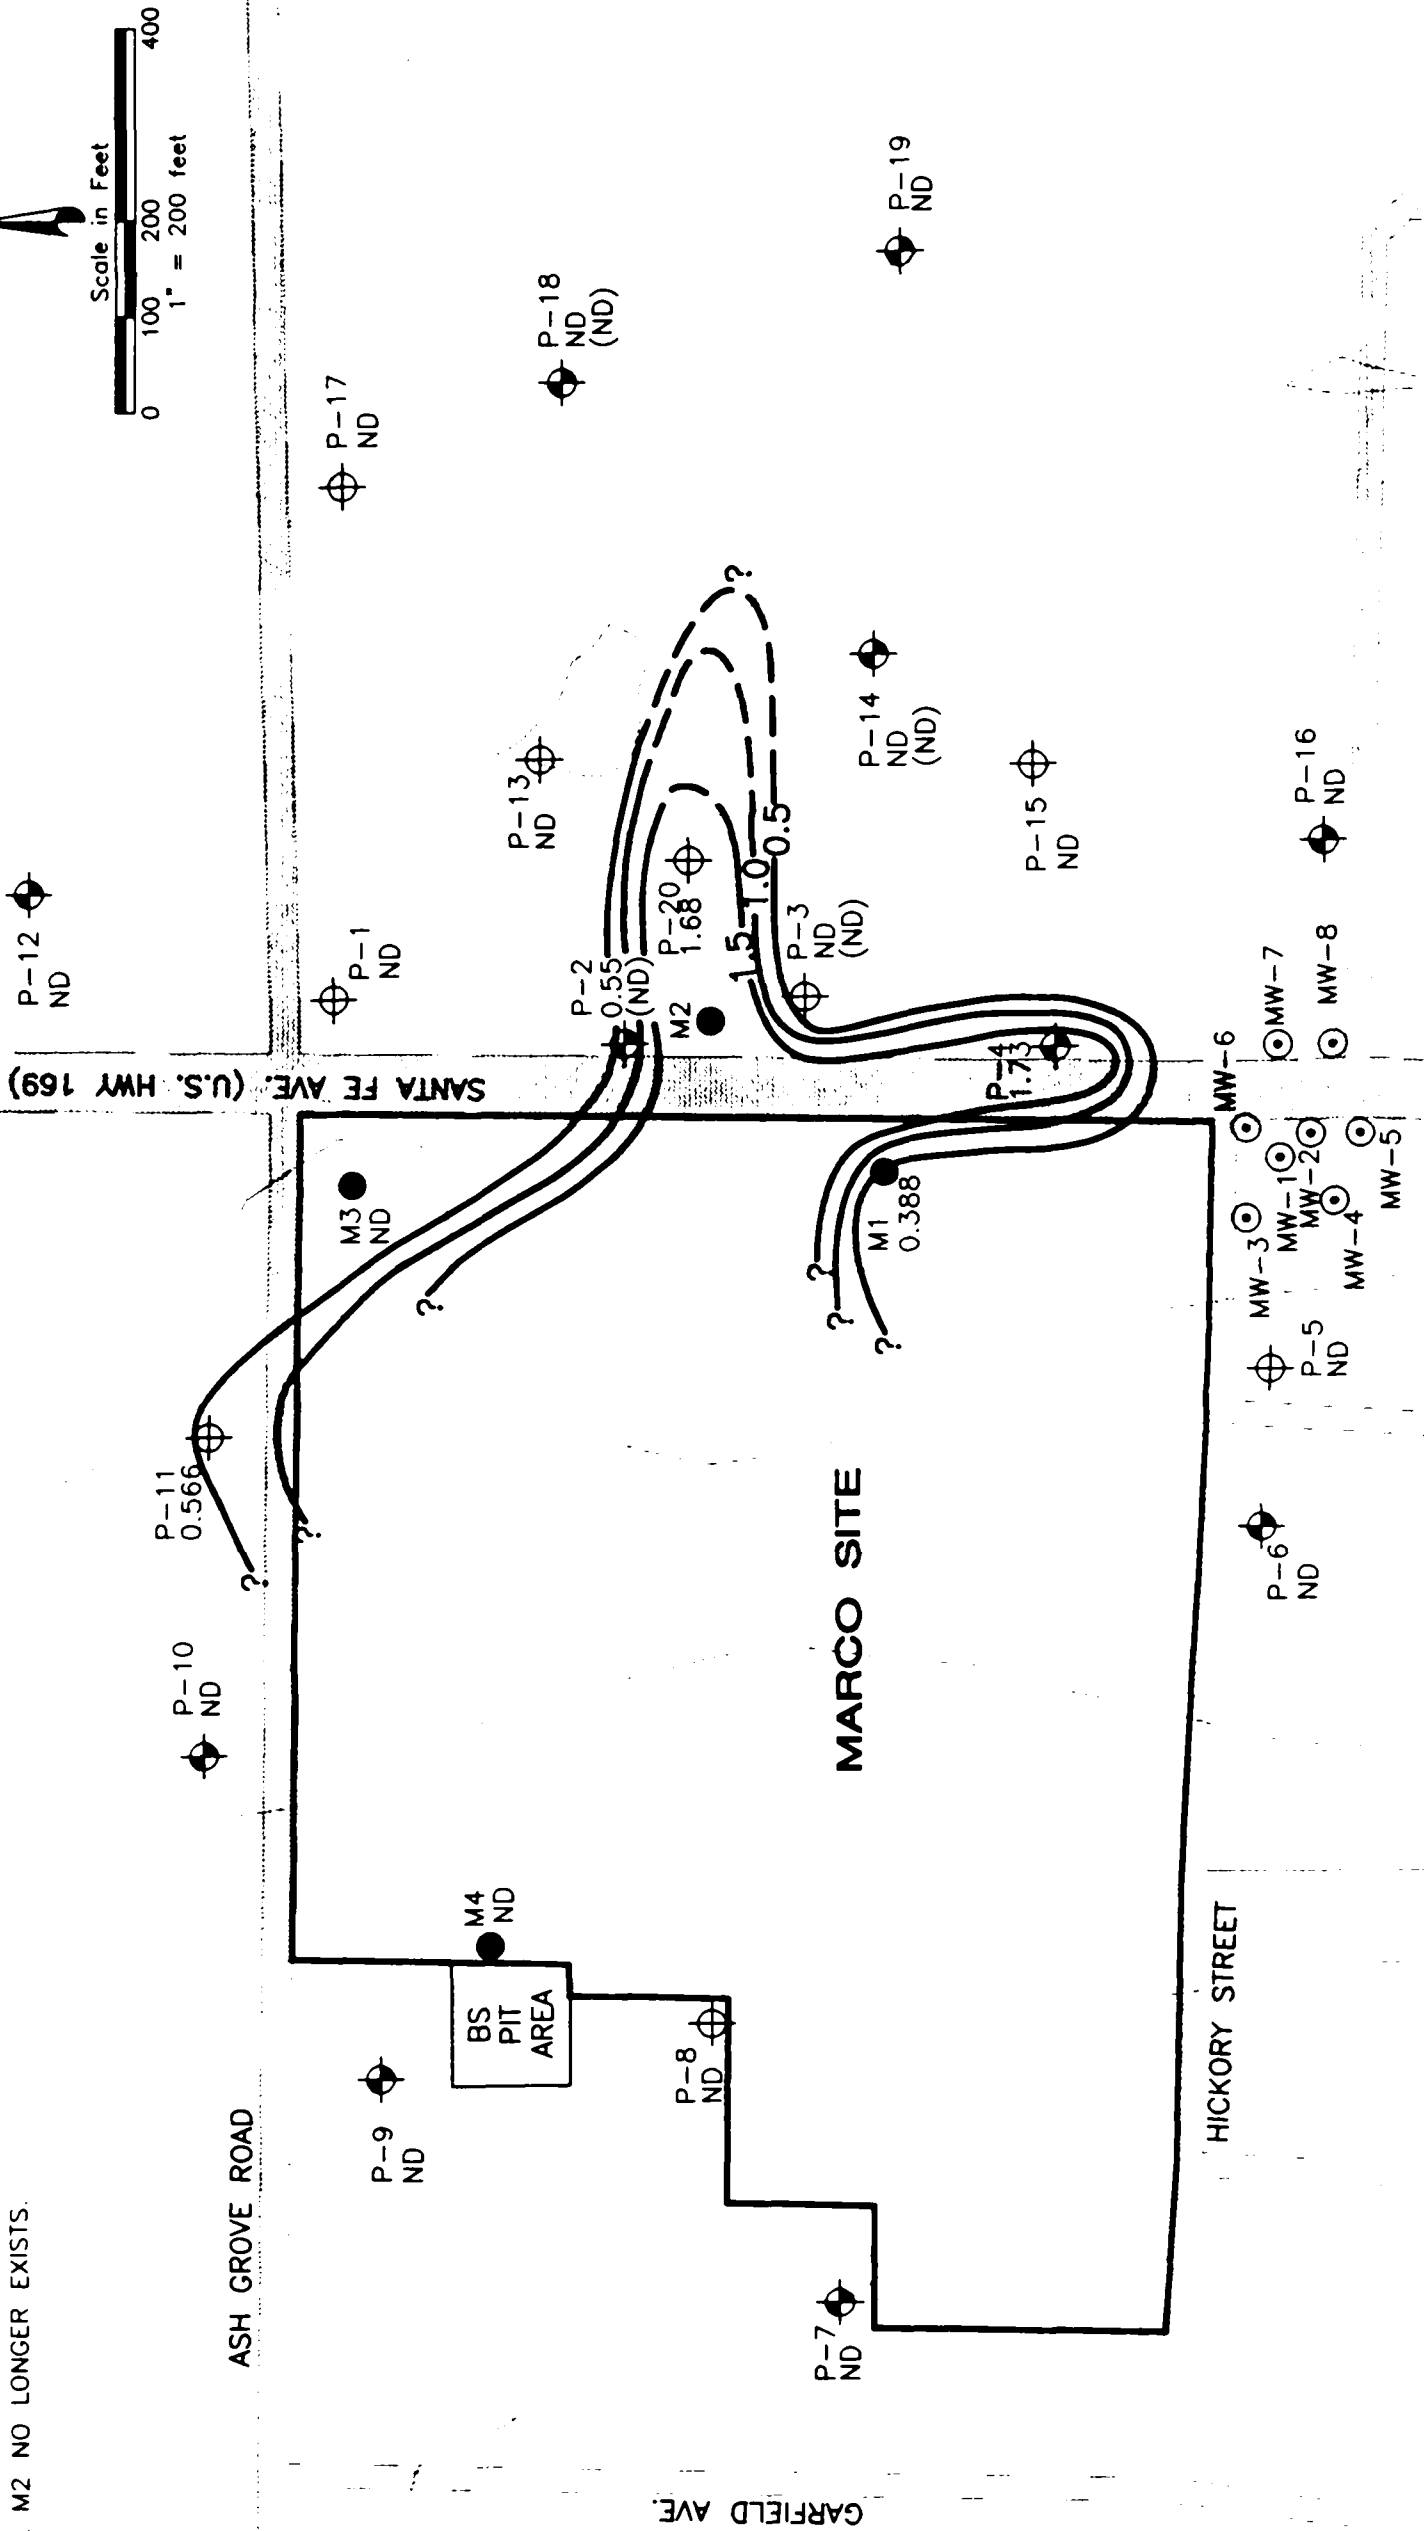 M2 NO LONGER EXISTS.
Scale in Feet
0 100 200 400
1" = 200 feet
P-12
ND
ASH GROVE ROAD
SANTA FE AVE. (U.S. HWY 169)
GARFIELD AVE.
HICKORY STREET
MARCO SITE
BS
PIT
AREA
P-10
ND
P-11
0.566
P-1
ND
P-17
ND
P-9
ND
M4
ND
M3
ND
P-2
0.55
(ND)
P-13
ND
P-18
ND
(ND)
P-8
ND
M2
P-20
1.68
1.5
1.0
0.5
?
?
?
?
?
?
?
P-7
ND
M1
0.388
P-3
ND
(ND)
P-14
ND
(ND)
P-19
ND
P-4
1.73
P-15
ND
P-6
ND
P-5
ND
MW-3
MW-1
MW-2
MW-4
MW-5
MW-6
MW-7
MW-8
P-16
ND